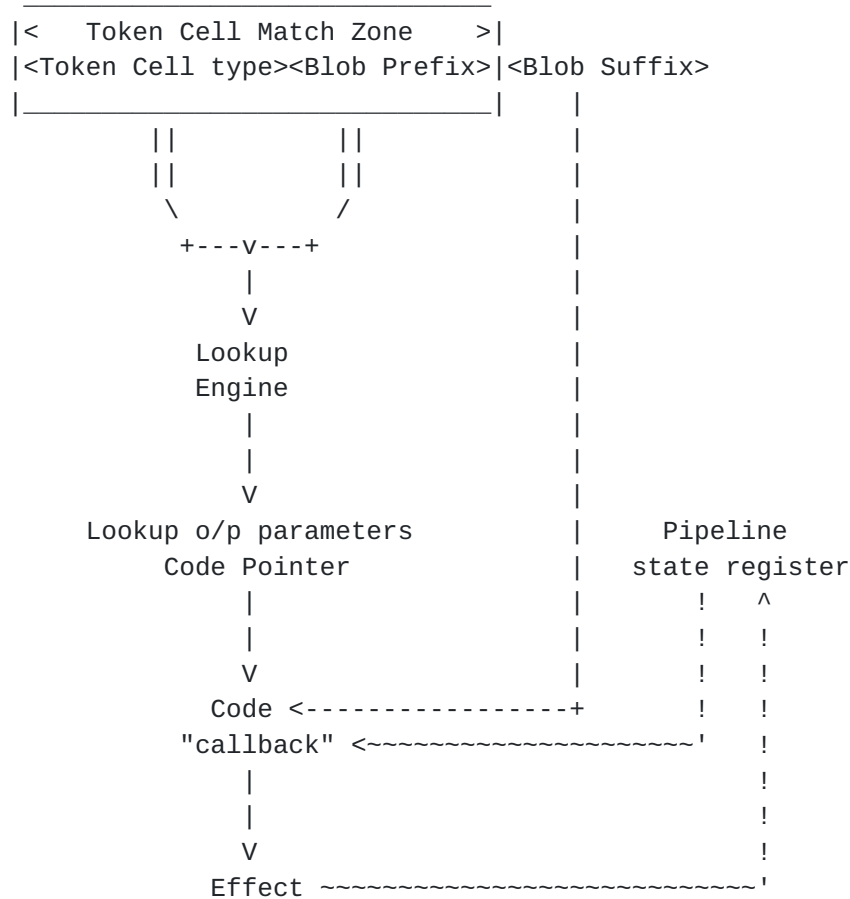 |< Token Cell Match Zone >|
|<Token Cell type><Blob Prefix>|<Blob Suffix>
Lookup
Engine
Lookup o/p parameters Pipeline
Code Pointer state register
Code
"callback"
Effect